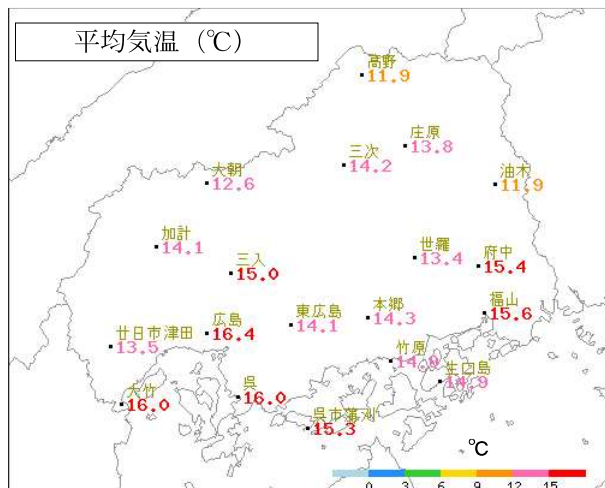 平均気温（℃）
高野
11.9
庄原
13.8
三次
14.2
大朝
12.6
油木
11.9
加計
14.1
世羅
13.4
府中
15.4
三入
15.0
福山
15.6
本郷
14.3
東広島
14.1
広島
16.4
廿日市津田
13.5
竹原
14.9
生口島
14.9
大竹
16.0
呉
16.0
呉市蒲刈
15.3
℃
0 3 6 9 12 15